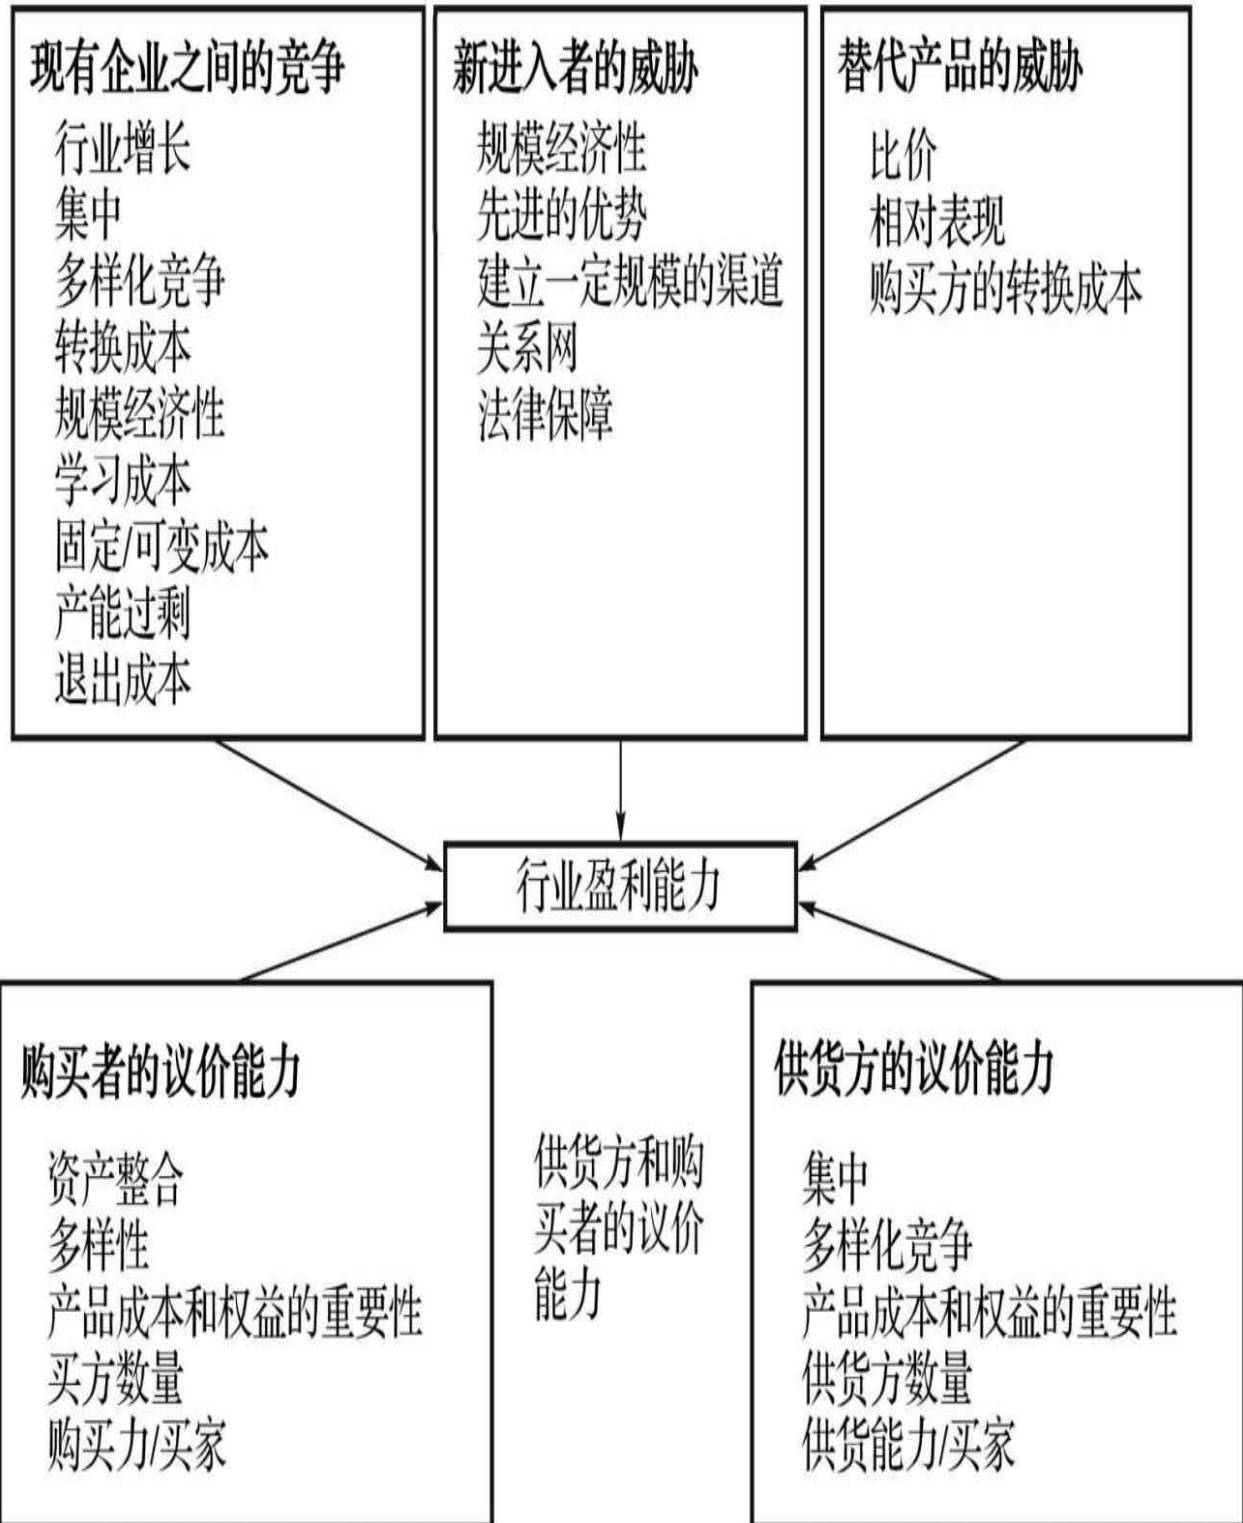 现有企业之间的竞争
行业增长
集中
多样化竞争
转换成本
规模经济性
学习成本
固定/可变成本
产能过剩
退出成本
新进入者的威胁
规模经济性
先进的优势
建立一定规模的渠道
关系网
法律保障
替代产品的威胁
比价
相对表现
购买方的转换成本
行业盈利能力
购买者的议价能力
资产整合
多样性
产品成本和权益的重要性
买方数量
购买力/买家
供货方和购
买者的议价
能力
供货方的议价能力
集中
多样化竞争
产品成本和权益的重要性
供货方数量
供货能力/买家